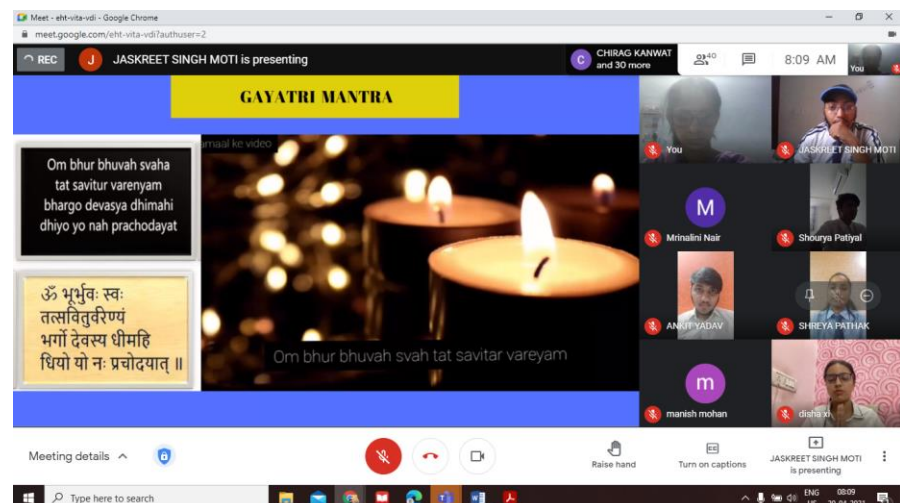 Meet - eht-vita-vdi - Google Chrome
meet.google.com/eht-vita-vdi?authuser=2
REC
J
JASKREET SINGH MOTI is presenting
C
CHIRAG KANWAT
and 30 more
40
8:09 AM
You
GAYATRI MANTRA
Om bhur bhuvah svaha
tat savitur varenyam
bhargo devasya dhimahi
dhiyo yo nah prachodayat
ॐ भूर्भुवः स्वः
तत्सवितुर्वरेण्यं
भर्गो देवस्य धीमहि
धियो यो नः प्रचोदयात् ॥
amaal ke video
Om bhur bhuvah svah tat savitar vareyam
You
JASKREET SINGH MOTI
M
Mrinalini Nair
Shourya Patiyal
ANKIT YADAV
SHREYA PATHAK
m
manish mohan
disha xi
Meeting details
Raise hand
Turn on captions
JASKREET SINGH MOTI
is presenting
Type here to search
ENG
08:09